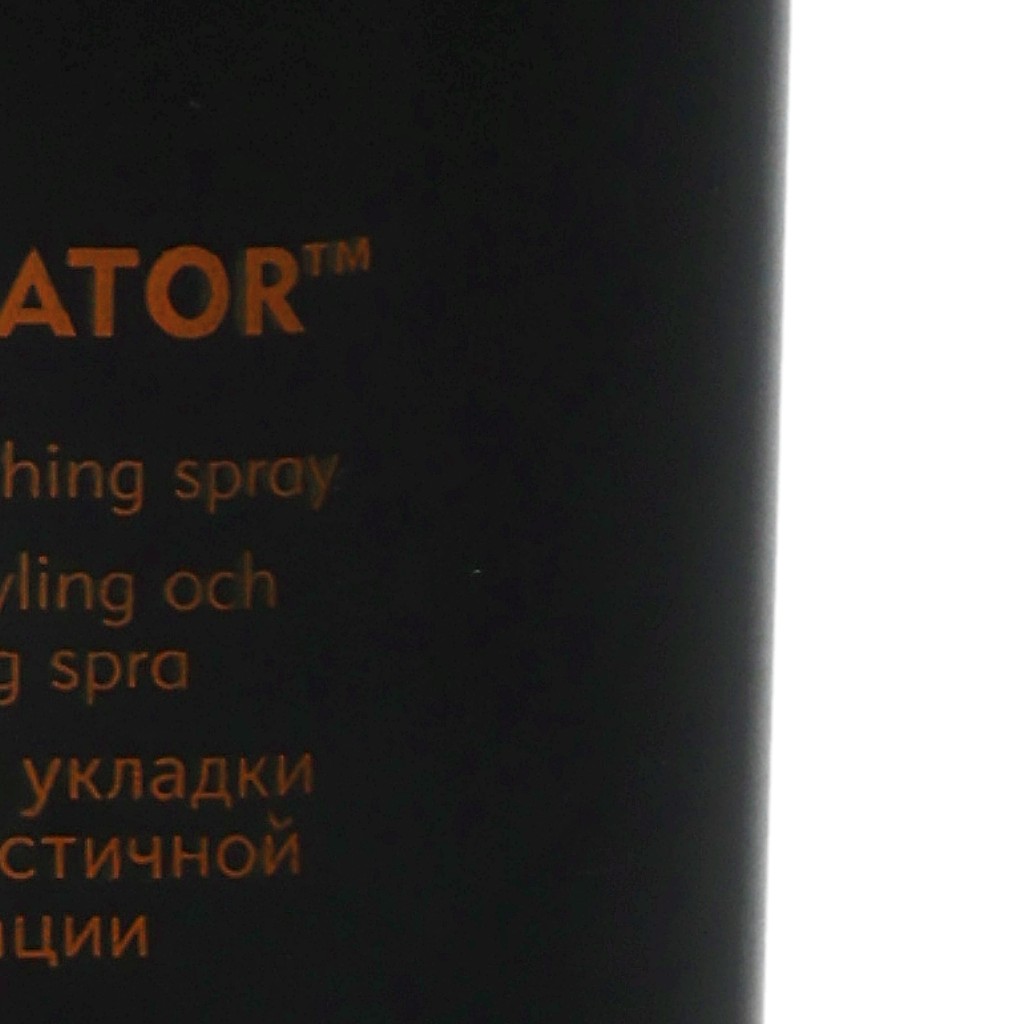 ATOR™
hing spray
yling och
g spra
укладки
стичной
ации